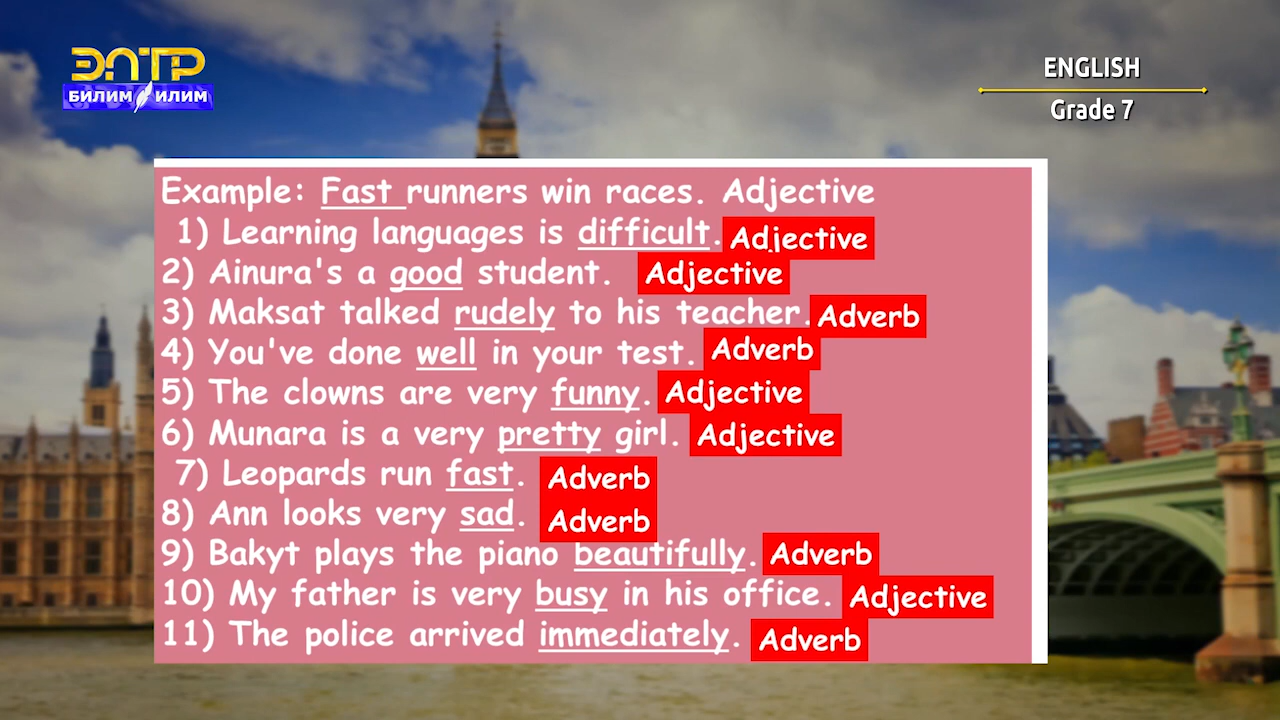 ЭЛТР
БИЛИМ ИЛИМ
ENGLISH
Grade 7
Example: Fast runners win races. Adjective
1) Learning languages is difficult. Adjective
2) Ainura's a good student. Adjective
3) Maksat talked rudely to his teacher. Adverb
4) You've done well in your test. Adverb
5) The clowns are very funny. Adjective
6) Munara is a very pretty girl. Adjective
7) Leopards run fast. Adverb
8) Ann looks very sad. Adverb
9) Bakyt plays the piano beautifully. Adverb
10) My father is very busy in his office. Adjective
11) The police arrived immediately. Adverb